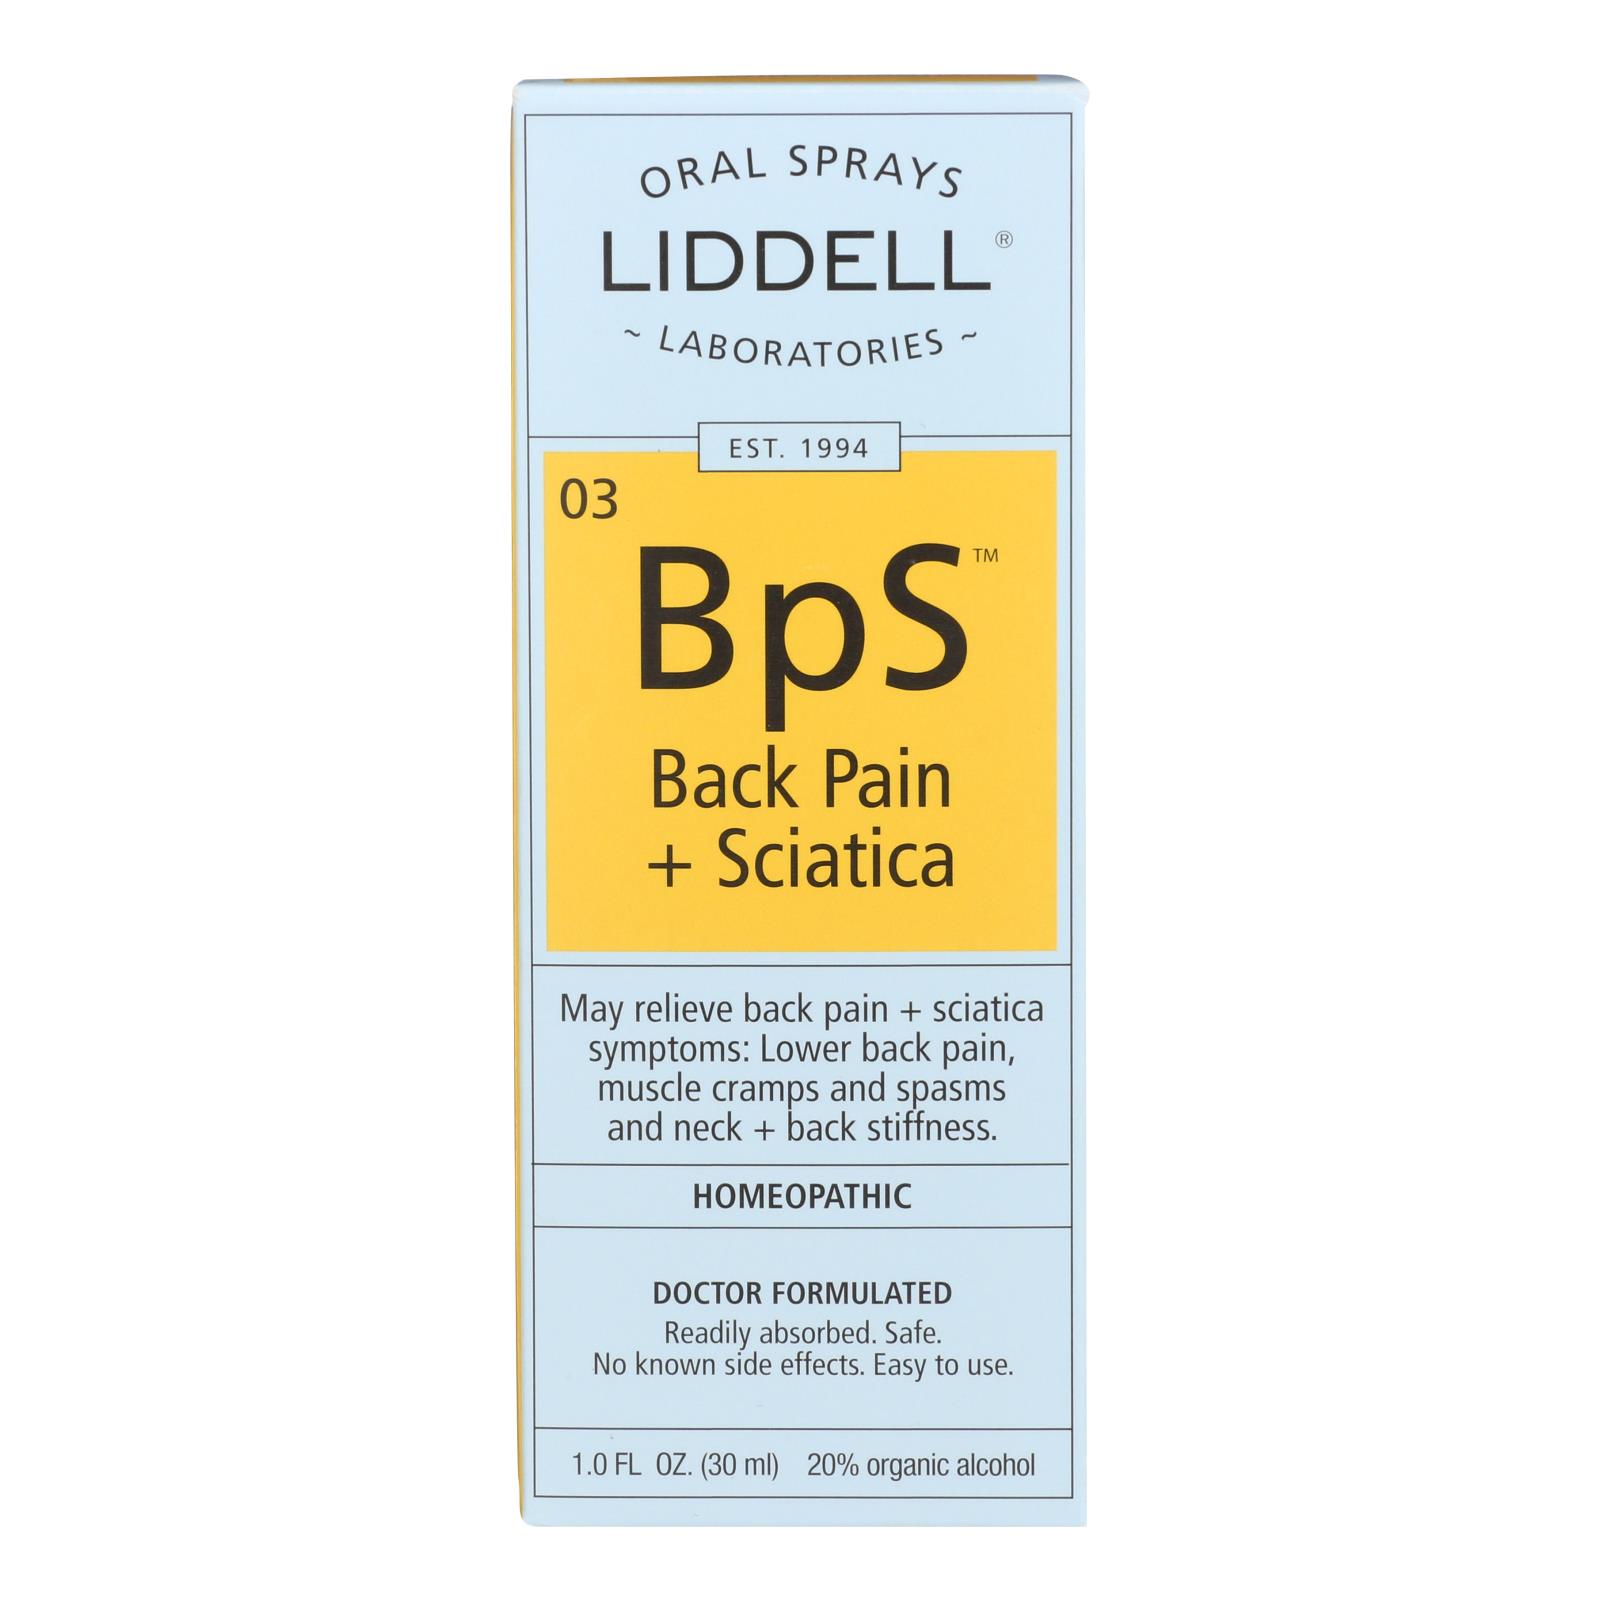 ORAL SPRAYS
LIDDELL®
~ LABORATORIES ~
EST. 1994
03
BpS™
Back Pain
+ Sciatica
May relieve back pain + sciatica
symptoms: Lower back pain,
muscle cramps and spasms
and neck + back stiffness.
HOMEOPATHIC
DOCTOR FORMULATED
Readily absorbed. Safe.
No known side effects. Easy to use.
1.0 FL OZ. (30 ml) 20% organic alcohol